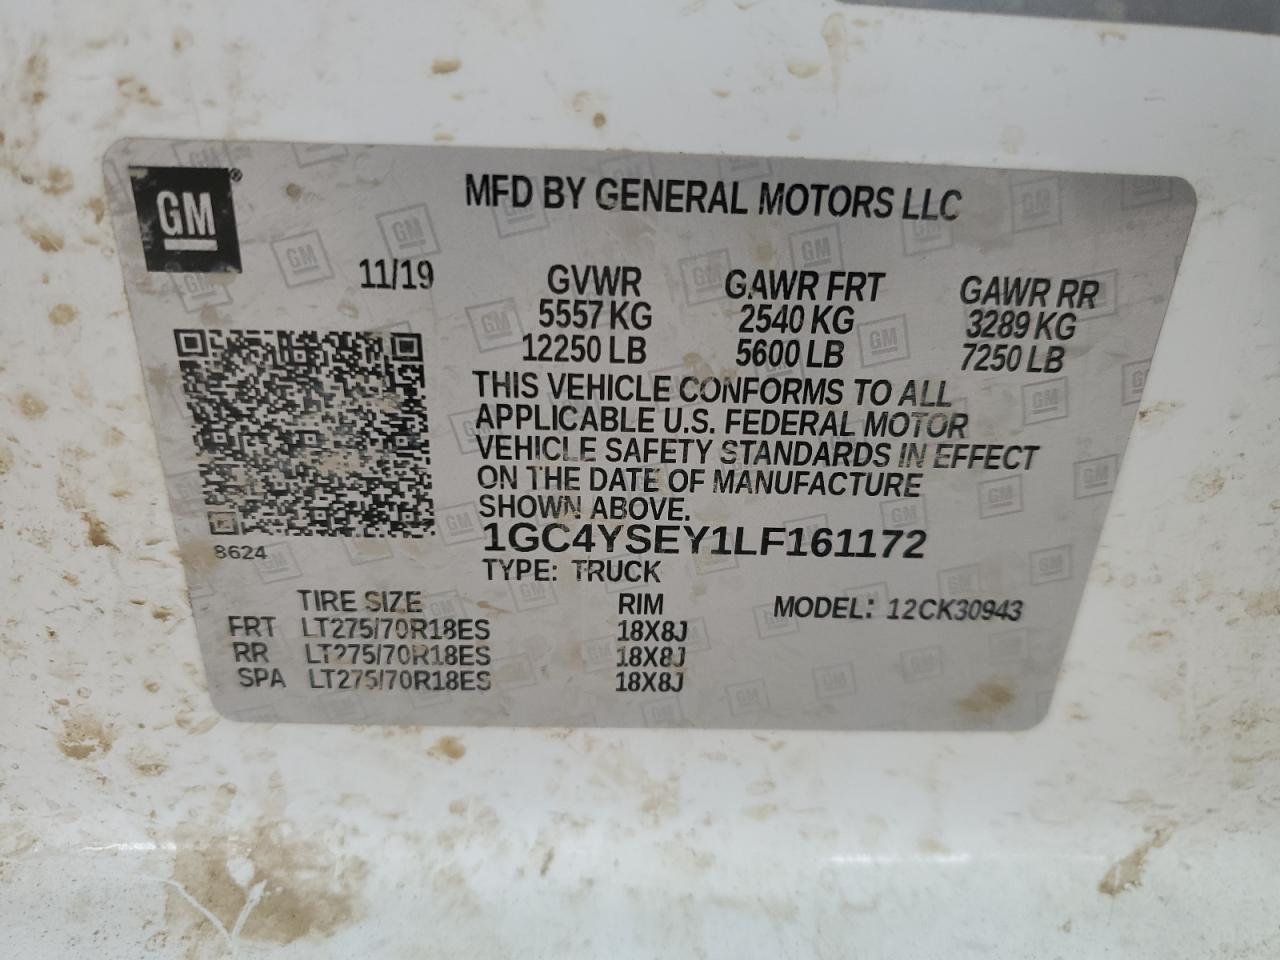 GM®
MFD BY GENERAL MOTORS LLC
11/19
GVWR GAWR FRT GAWR RR
5557 KG 2540 KG 3289 KG
12250 LB 5600 LB 7250 LB
THIS VEHICLE CONFORMS TO ALL
APPLICABLE U.S. FEDERAL MOTOR
VEHICLE SAFETY STANDARDS IN EFFECT
ON THE DATE OF MANUFACTURE
SHOWN ABOVE.
8624
1GC4YSEY1LF161172
TYPE: TRUCK
TIRE SIZE RIM MODEL: 12CK30943
FRT LT275/70R18ES 18X8J
RR LT275/70R18ES 18X8J
SPA LT275/70R18ES 18X8J